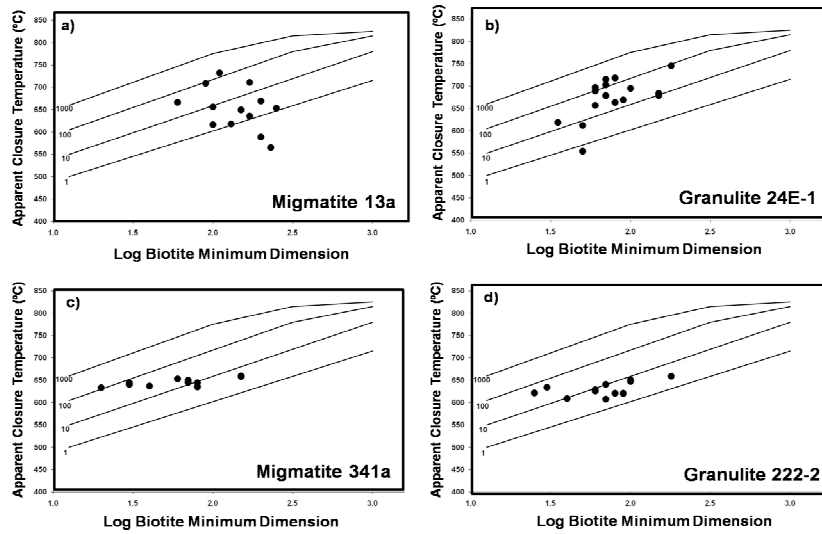 a)
Apparent Closure Temperature (ºC)
850
800
750
700
650
600
550
500
450
400
1000
100
10
1
Migmatite 13a
1.0 1.5 2.0 2.5 3.0
Log Biotite Minimum Dimension
b)
Apparent Closure Temperature (ºC)
850
800
750
700
650
600
550
500
450
400
1000
100
10
1
Granulite 24E-1
1.0 1.5 2.0 2.5 3.0
Log Biotite Minimum Dimension
c)
Apparent Closure Temperature (ºC)
850
800
750
700
650
600
550
500
450
400
1000
100
10
1
Migmatite 341a
1.0 1.5 2.0 2.5 3.0
Log Biotite Minimum Dimension
d)
Apparent Closure Temperature (ºC)
850
800
750
700
650
600
550
500
450
400
1000
100
10
1
Granulite 222-2
1.0 1.5 2.0 2.5 3.0
Log Biotite Minimum Dimension